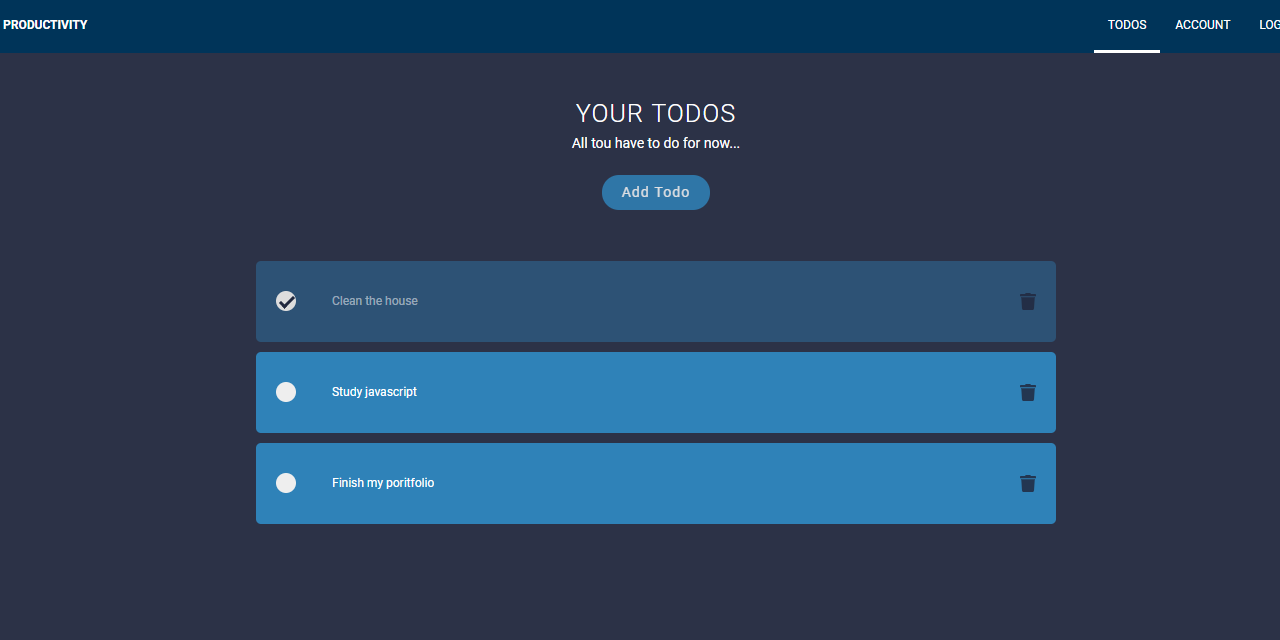 PRODUCTIVITY TODOS ACCOUNT LOG
YOUR TODOS
All tou have to do for now...
Add Todo
Clean the house
Study javascript
Finish my poritfolio